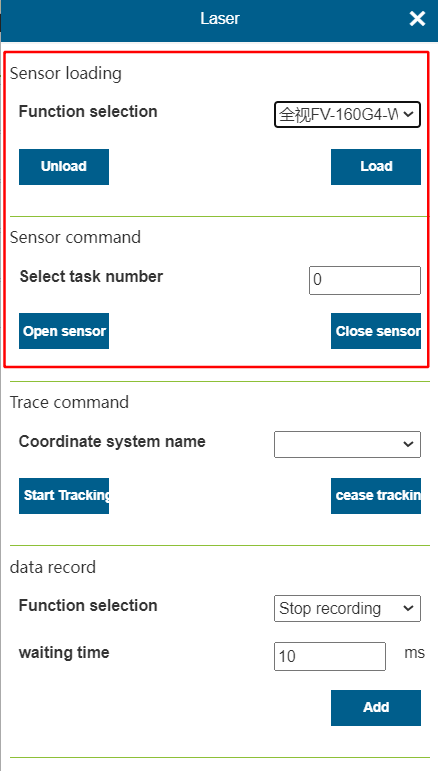 Laser
Sensor loading
Function selection
全视FV-160G4-W
Unload
Load
Sensor command
Select task number
0
Open sensor
Close sensor
Trace command
Coordinate system name
Start Tracking
cease trackin
data record
Function selection
Stop recording
waiting time
10
ms
Add